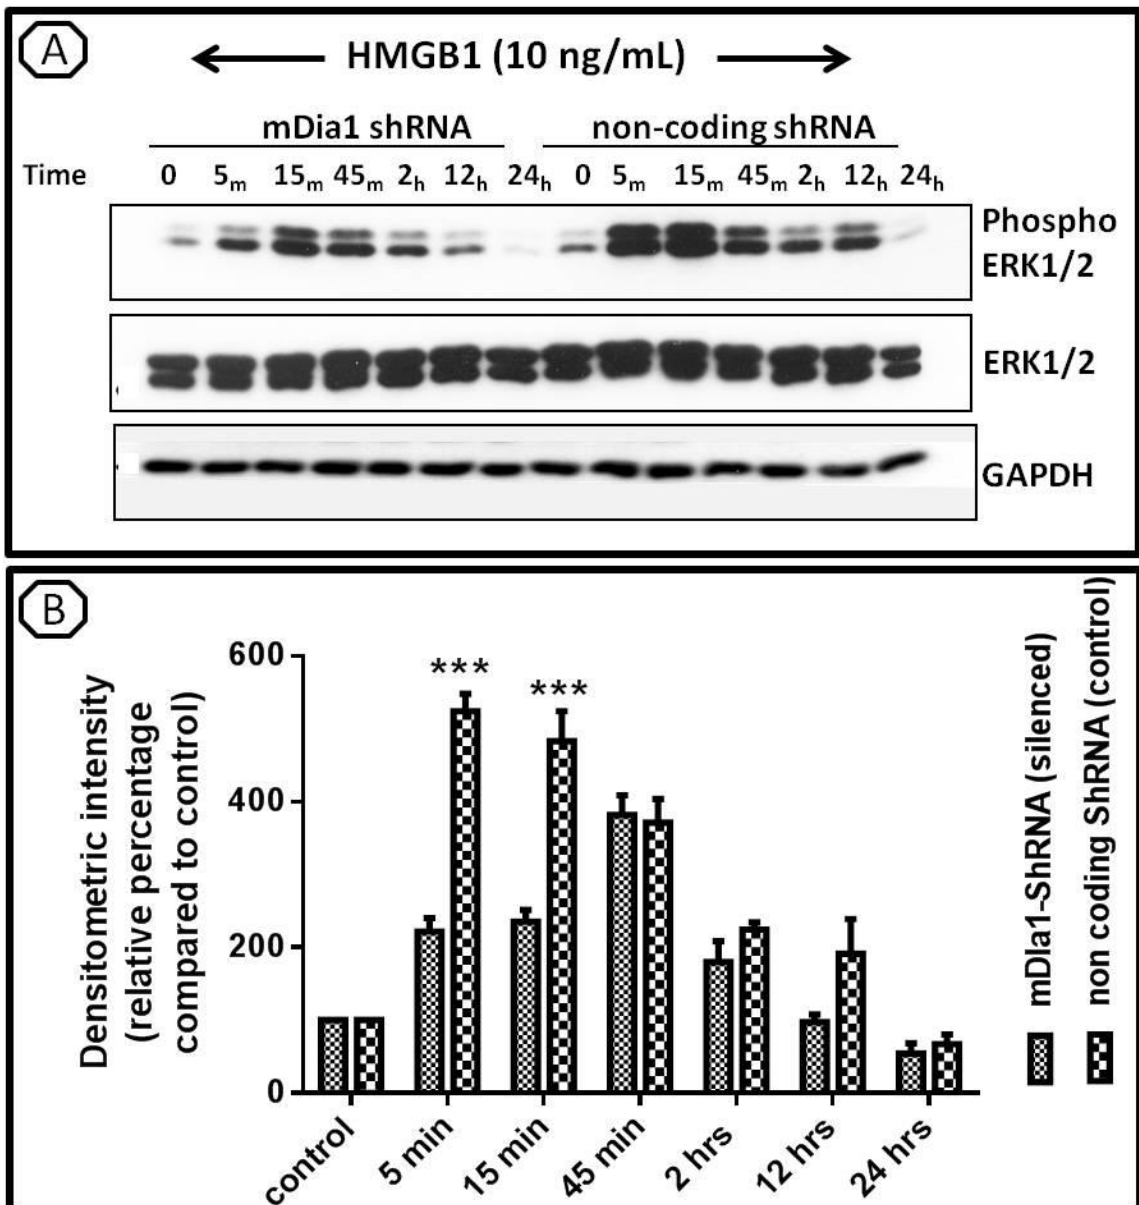 A
HMGB1 (10 ng/mL)
mDia1 shRNA non-coding shRNA
Time 0 5m 15m 45m 2h 12h 24h 0 5m 15m 45m 2h 12h 24h
Phospho
ERK1/2
ERK1/2
GAPDH
B
Densitometric intensity
(relative percentage
compared to control)
600
400
200
0
***
***
control
5 min
15 min
45 min
2 hrs
12 hrs
24 hrs
mDIa1-ShRNA (silenced)
non coding ShRNA (control)